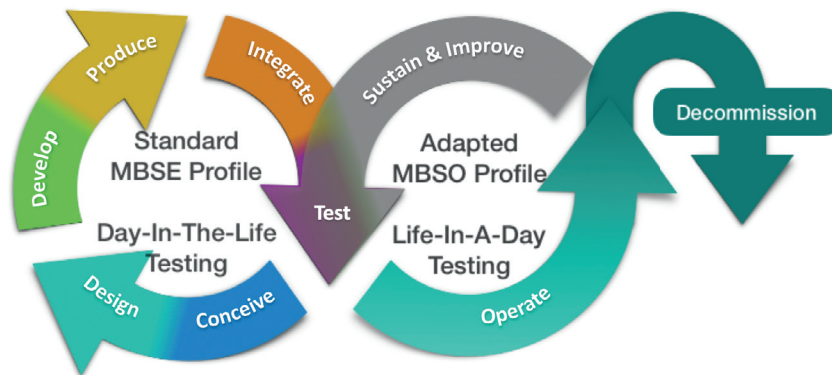 Produce
Integrate
Sustain & Improve
Develop
Decommission
Standard
MBSE Profile
Adapted
MBSO Profile
Test
Day-In-The-Life
Testing
Life-In-A-Day
Testing
Design
Conceive
Operate